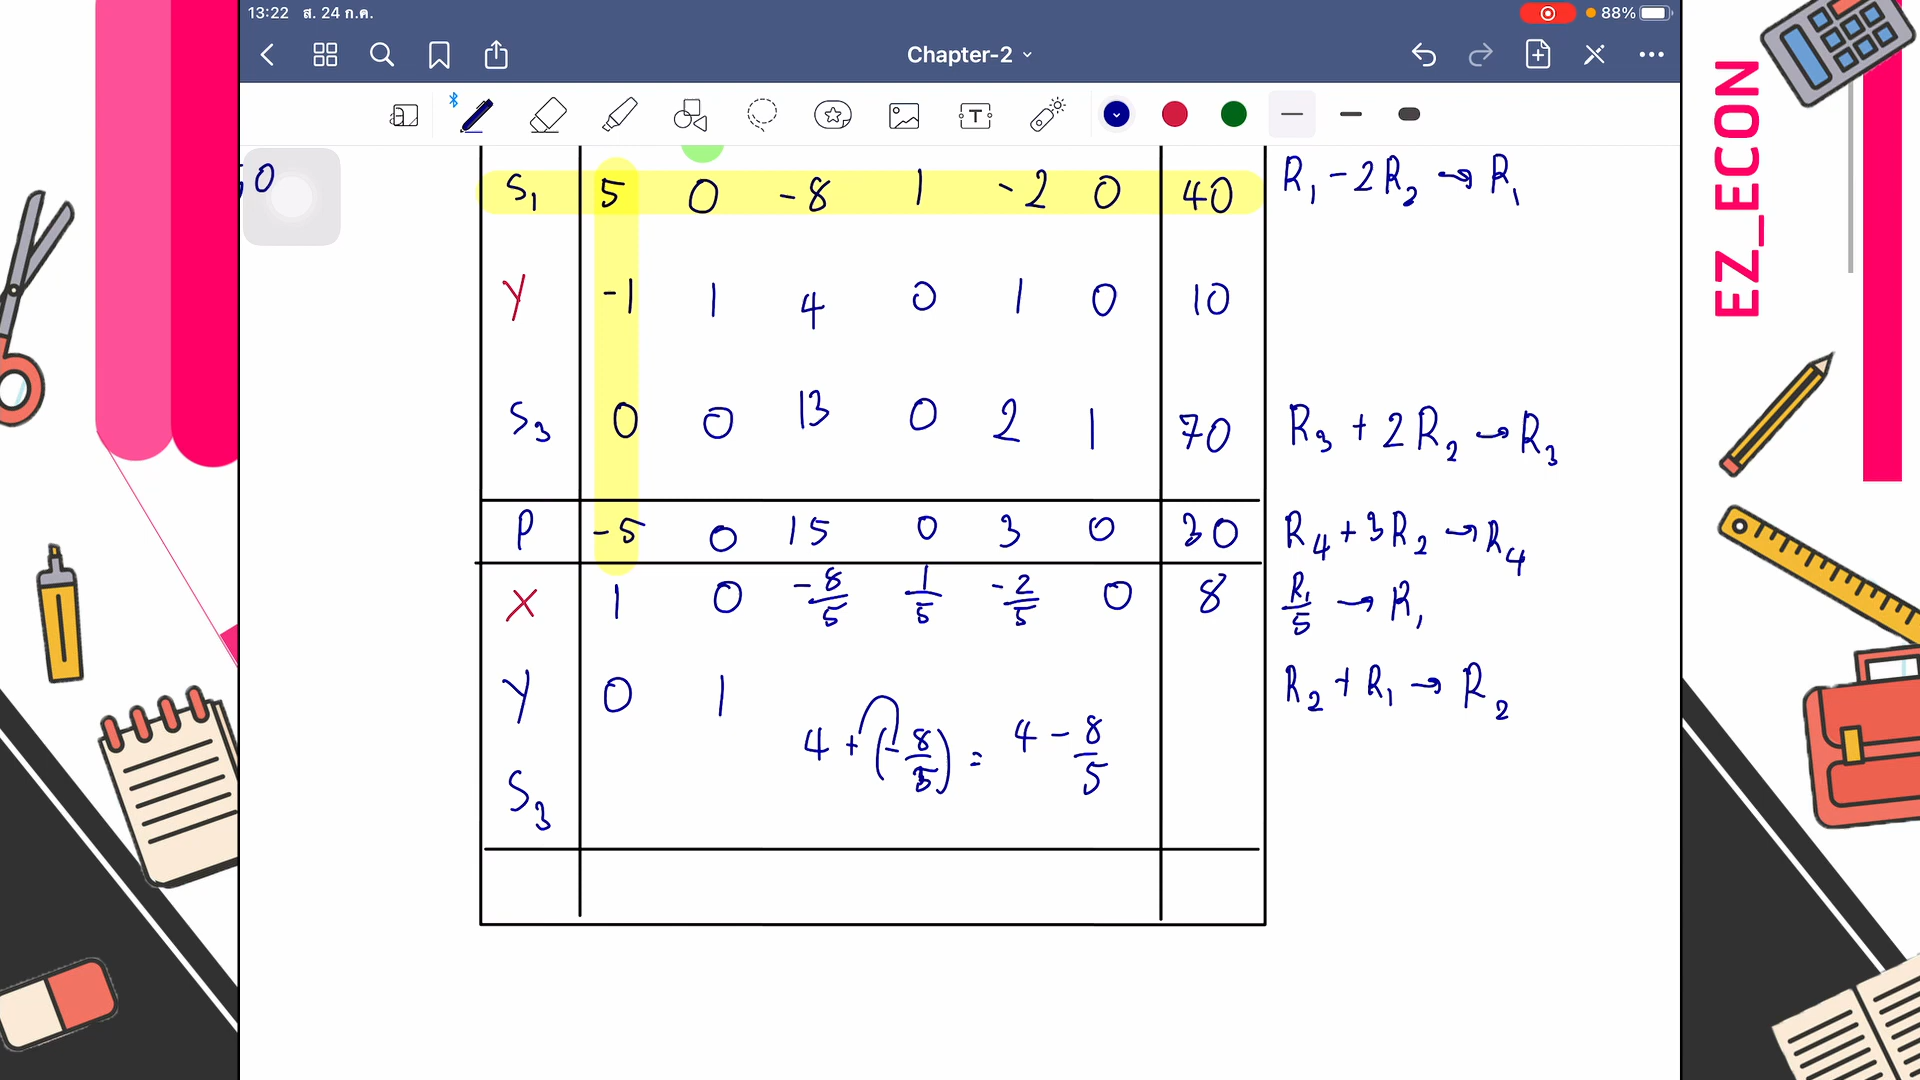 13:22 ส. 24 ก.ค.
88%
Chapter-2
EZ_ECON
0
S₁ 5 0 -8 1 -2 0 40 R₁ - 2R₂ → R₁
Y -1 1 4 0 1 0 10
S₃ 0 0 13 0 2 1 70 R₃ + 2R₂ → R₃
P -5 0 15 0 3 0 30 R₄ + 3R₂ → R₄
X 1 0 -8/5 1/5 -2/5 0 8 R₁/5 → R₁
Y 0 1 R₂ + R₁ → R₂
4 + (-8/5) = 4 - 8/5
S₃